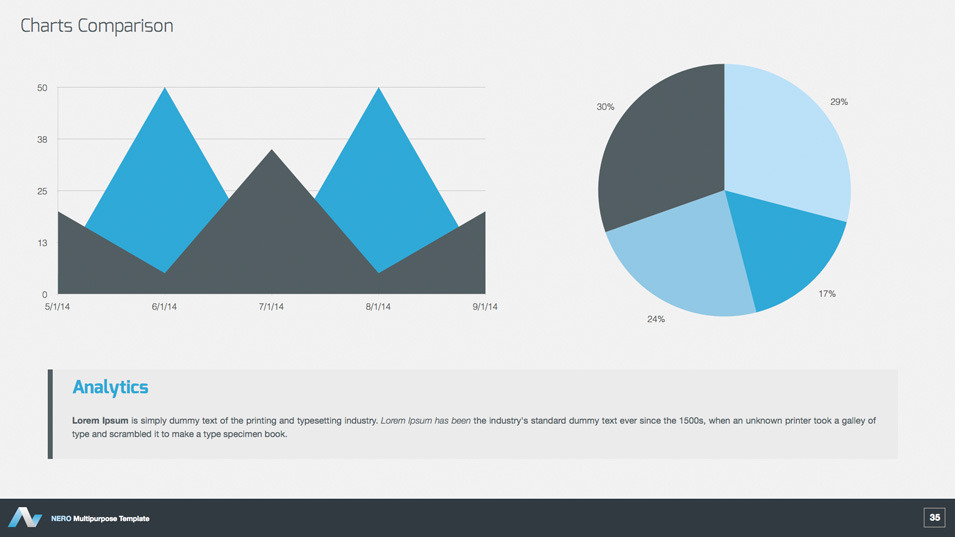 Charts Comparison
50
38
25
13
0
5/1/14 6/1/14 7/1/14 8/1/14 9/1/14
30%
29%
17%
24%
Analytics
Lorem Ipsum is simply dummy text of the printing and typesetting industry. Lorem Ipsum has been the industry's standard dummy text ever since the 1500s, when an unknown printer took a galley of
type and scrambled it to make a type specimen book.
NERO Multipurpose Template
35